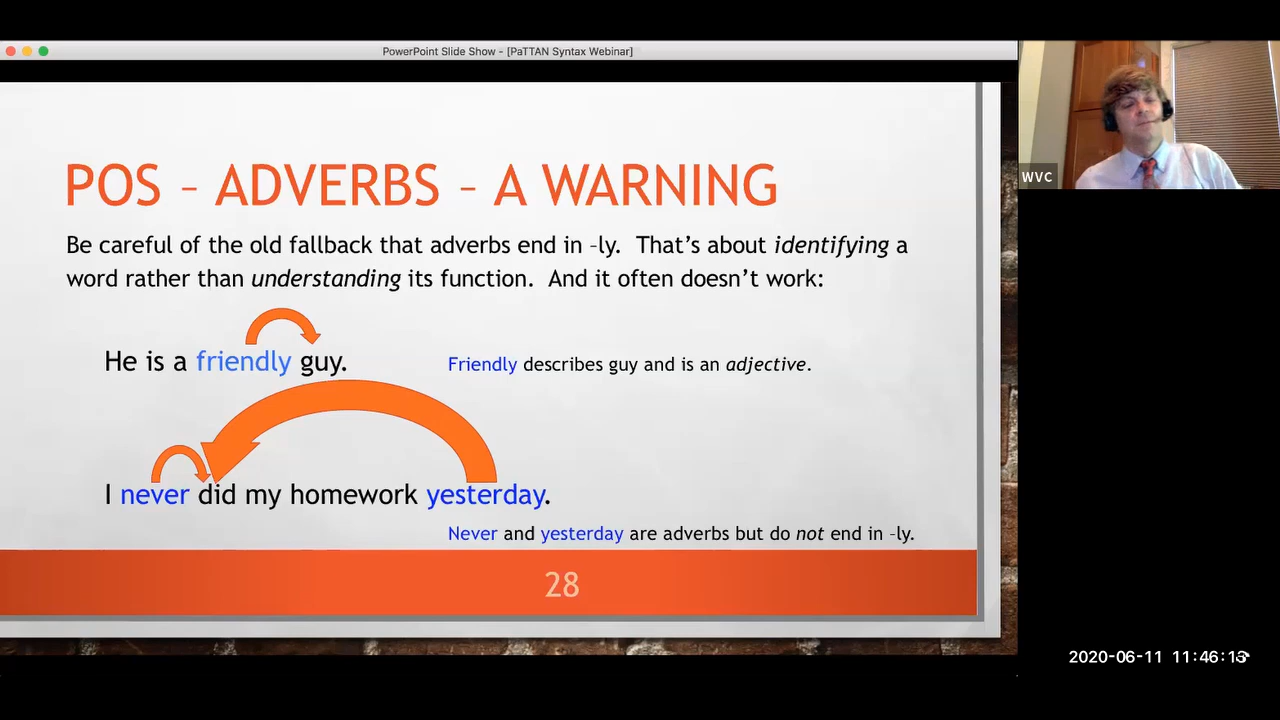 PowerPoint Slide Show - [PaTTAN Syntax Webinar]
POS – ADVERBS – A WARNING
Be careful of the old fallback that adverbs end in –ly.  That's about identifying a
word rather than understanding its function.  And it often doesn't work:
He is a friendly guy.
Friendly describes guy and is an adjective.
I never did my homework yesterday.
Never and yesterday are adverbs but do not end in –ly.
28
WVC
2020-06-11 11:46:13